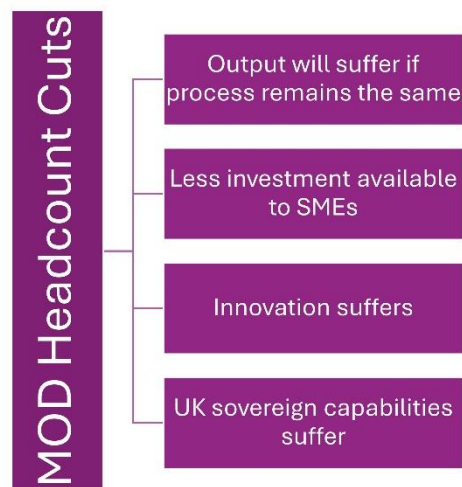 MOD Headcount Cuts
Output will suffer if
process remains the same
Less investment available
to SMEs
Innovation suffers
UK sovereign capabilities
suffer